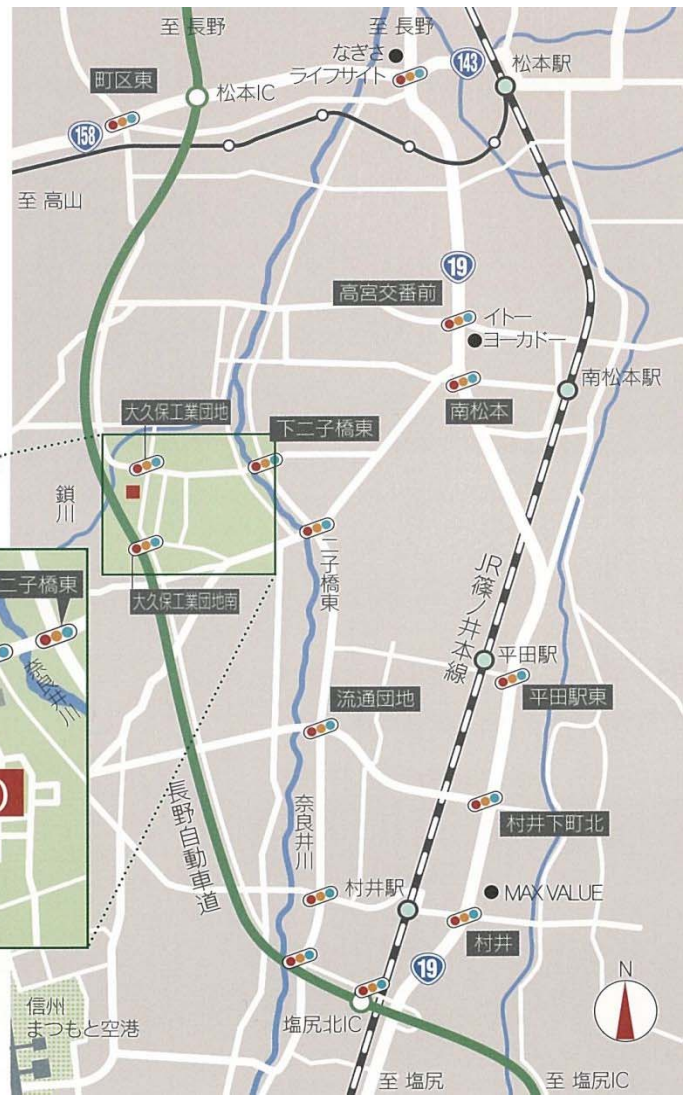 至 長野
至 長野
なぎさ
ライフサイト
143
松本駅
町区東
松本IC
158
至 高山
19
高宮交番前
イトー
ヨーカドー
南松本駅
南松本
大久保工業団地
下二子橋東
鎖川
二子橋東
大久保工業団地南
JR篠ノ井本線
二子橋東
奈良井川
平田駅
平田駅東
流通団地
長野自動車道
奈良井川
村井下町北
村井駅
MAX VALUE
村井
19
N
信州
まつもと空港
塩尻北IC
至 塩尻
至 塩尻IC